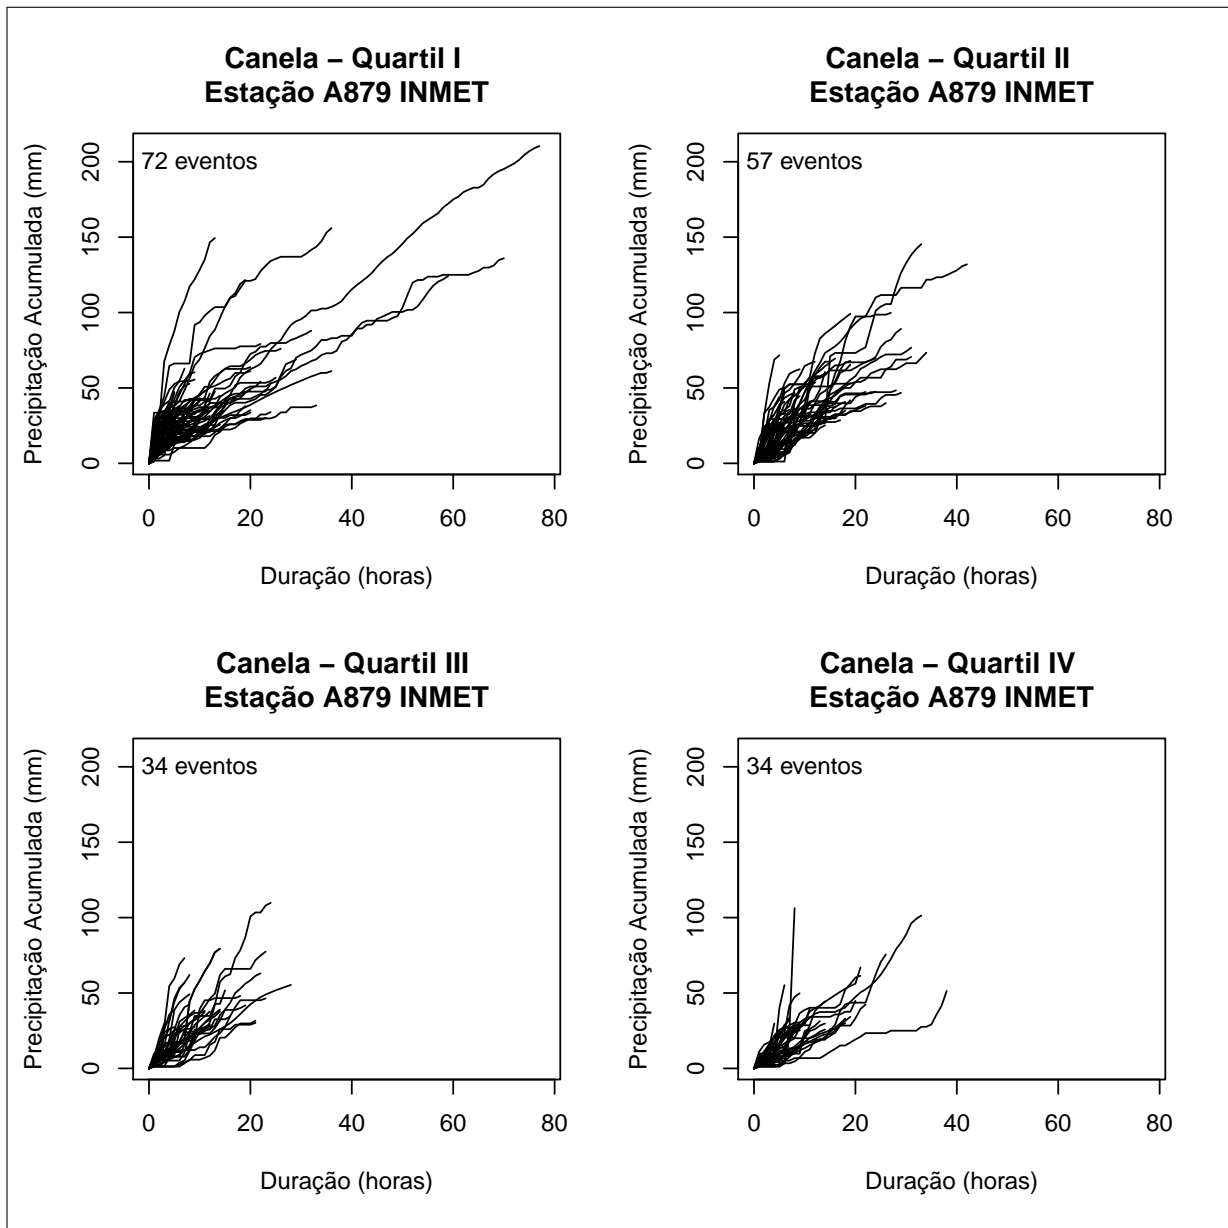 Canela – Quartil I
Estação A879 INMET
Precipitação Acumulada (mm)
200
150
100
50
0
72 eventos
0 20 40 60 80
Duração (horas)
Canela – Quartil II
Estação A879 INMET
Precipitação Acumulada (mm)
200
150
100
50
0
57 eventos
0 20 40 60 80
Duração (horas)
Canela – Quartil III
Estação A879 INMET
Precipitação Acumulada (mm)
200
150
100
50
0
34 eventos
0 20 40 60 80
Duração (horas)
Canela – Quartil IV
Estação A879 INMET
Precipitação Acumulada (mm)
200
150
100
50
0
34 eventos
0 20 40 60 80
Duração (horas)